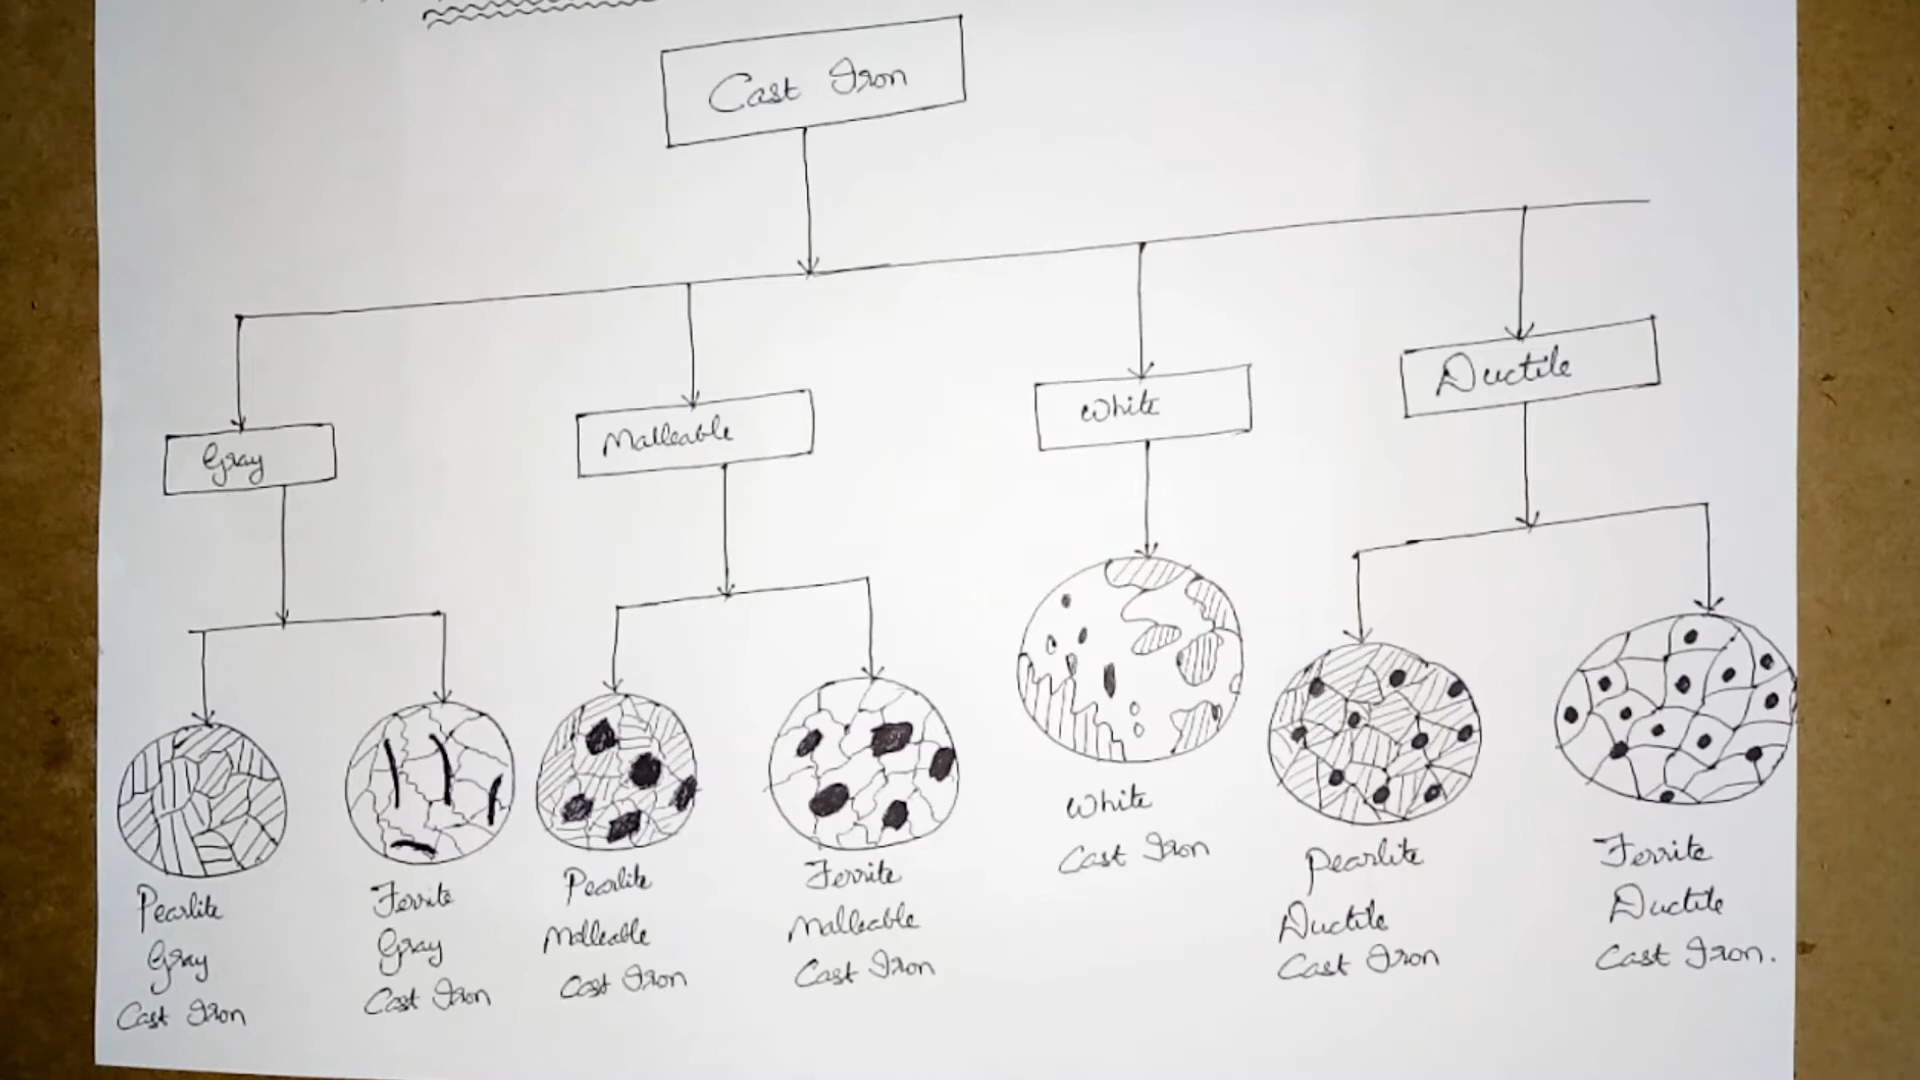 Cast Iron
Gray
Malleable
White
Ductile
Pearlite
Gray
Cast Iron
Ferrite
Gray
Cast Iron
Pearlite
Malleable
Cast Iron
Ferrite
Malleable
Cast Iron
White
Cast Iron
Pearlite
Ductile
Cast Iron
Ferrite
Ductile
Cast Iron.